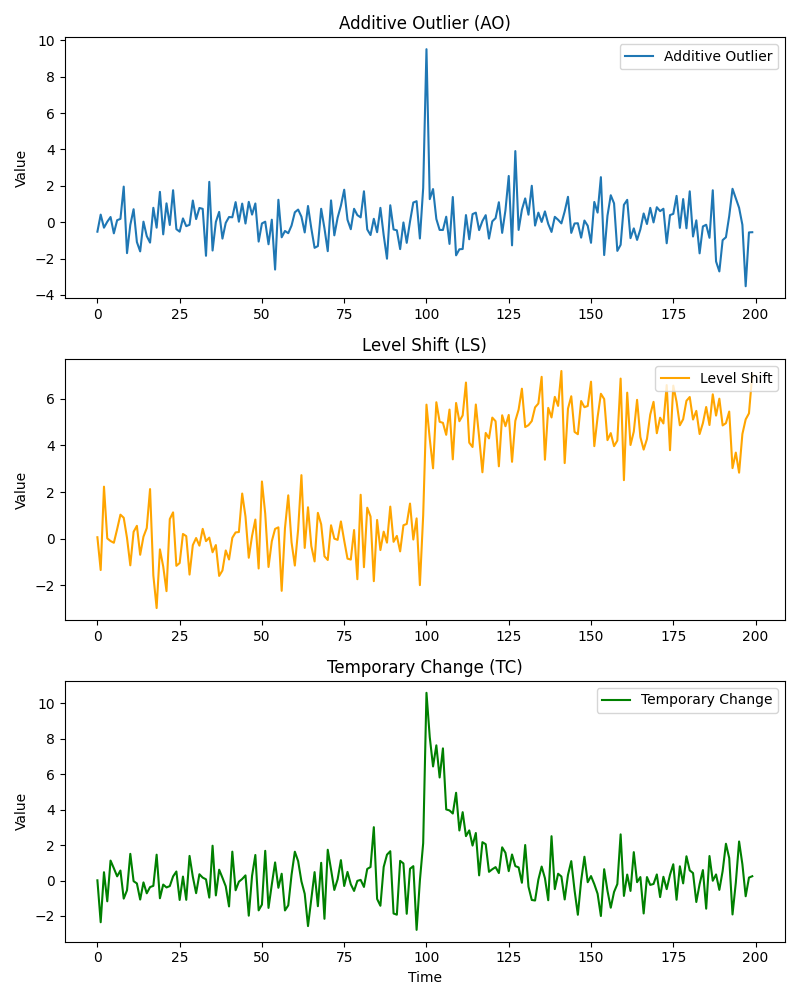 Additive Outlier (AO)
10
8
6
4
2
0
−2
−4
Value
Additive Outlier
0 25 50 75 100 125 150 175 200
Level Shift (LS)
6
4
2
0
−2
Value
Level Shift
0 25 50 75 100 125 150 175 200
Temporary Change (TC)
10
8
6
4
2
0
−2
Value
Temporary Change
0 25 50 75 100 125 150 175 200
Time